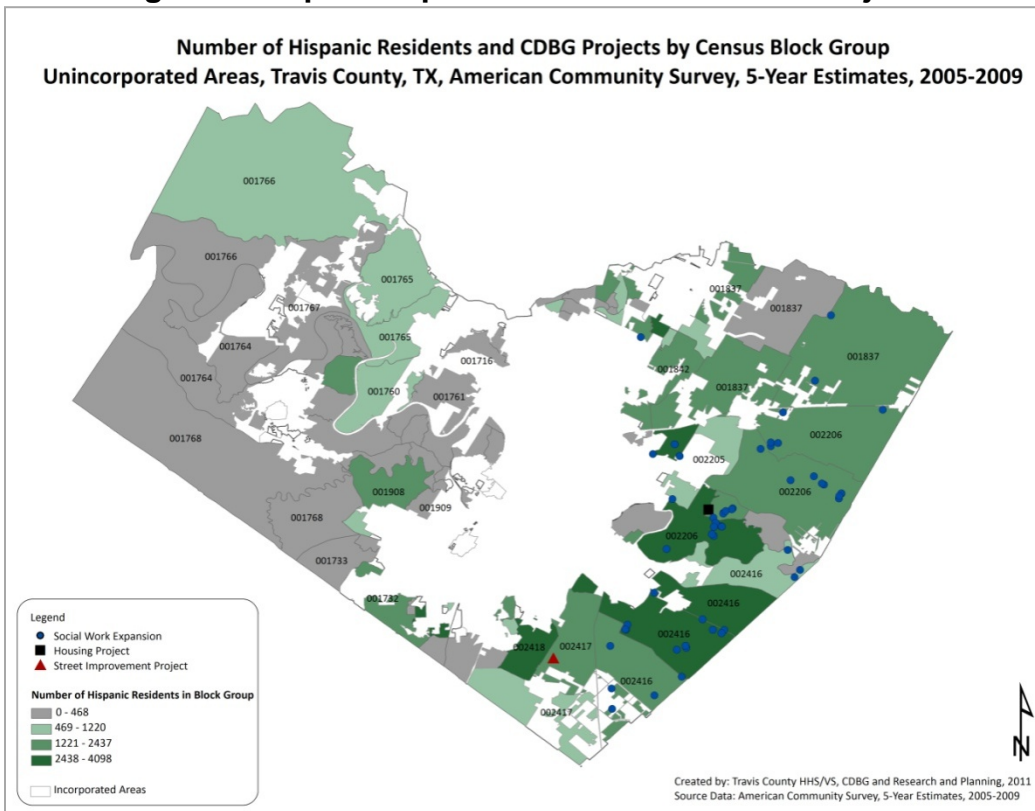 Number of Hispanic Residents and CDBG Projects by Census Block Group
Unincorporated Areas, Travis County, TX, American Community Survey, 5-Year Estimates, 2005-2009
001766
001766
001765
001767
001837
001837
001764
001765
001716
001837
001764
001842
001760
001761
001837
001768
002206
002205
001908
002206
001909
001768
002206
001733
002416
001732
002416
002416
002418
002417
002416
002417
Legend
Social Work Expansion
Housing Project
Street Improvement Project
Number of Hispanic Residents in Block Group
0 - 468
469 - 1220
1221 - 2437
2438 - 4098
Incorporated Areas
N
Created by: Travis County HHS/VS, CDBG and Research and Planning, 2011
Source Data: American Community Survey, 5-Year Estimates, 2005-2009